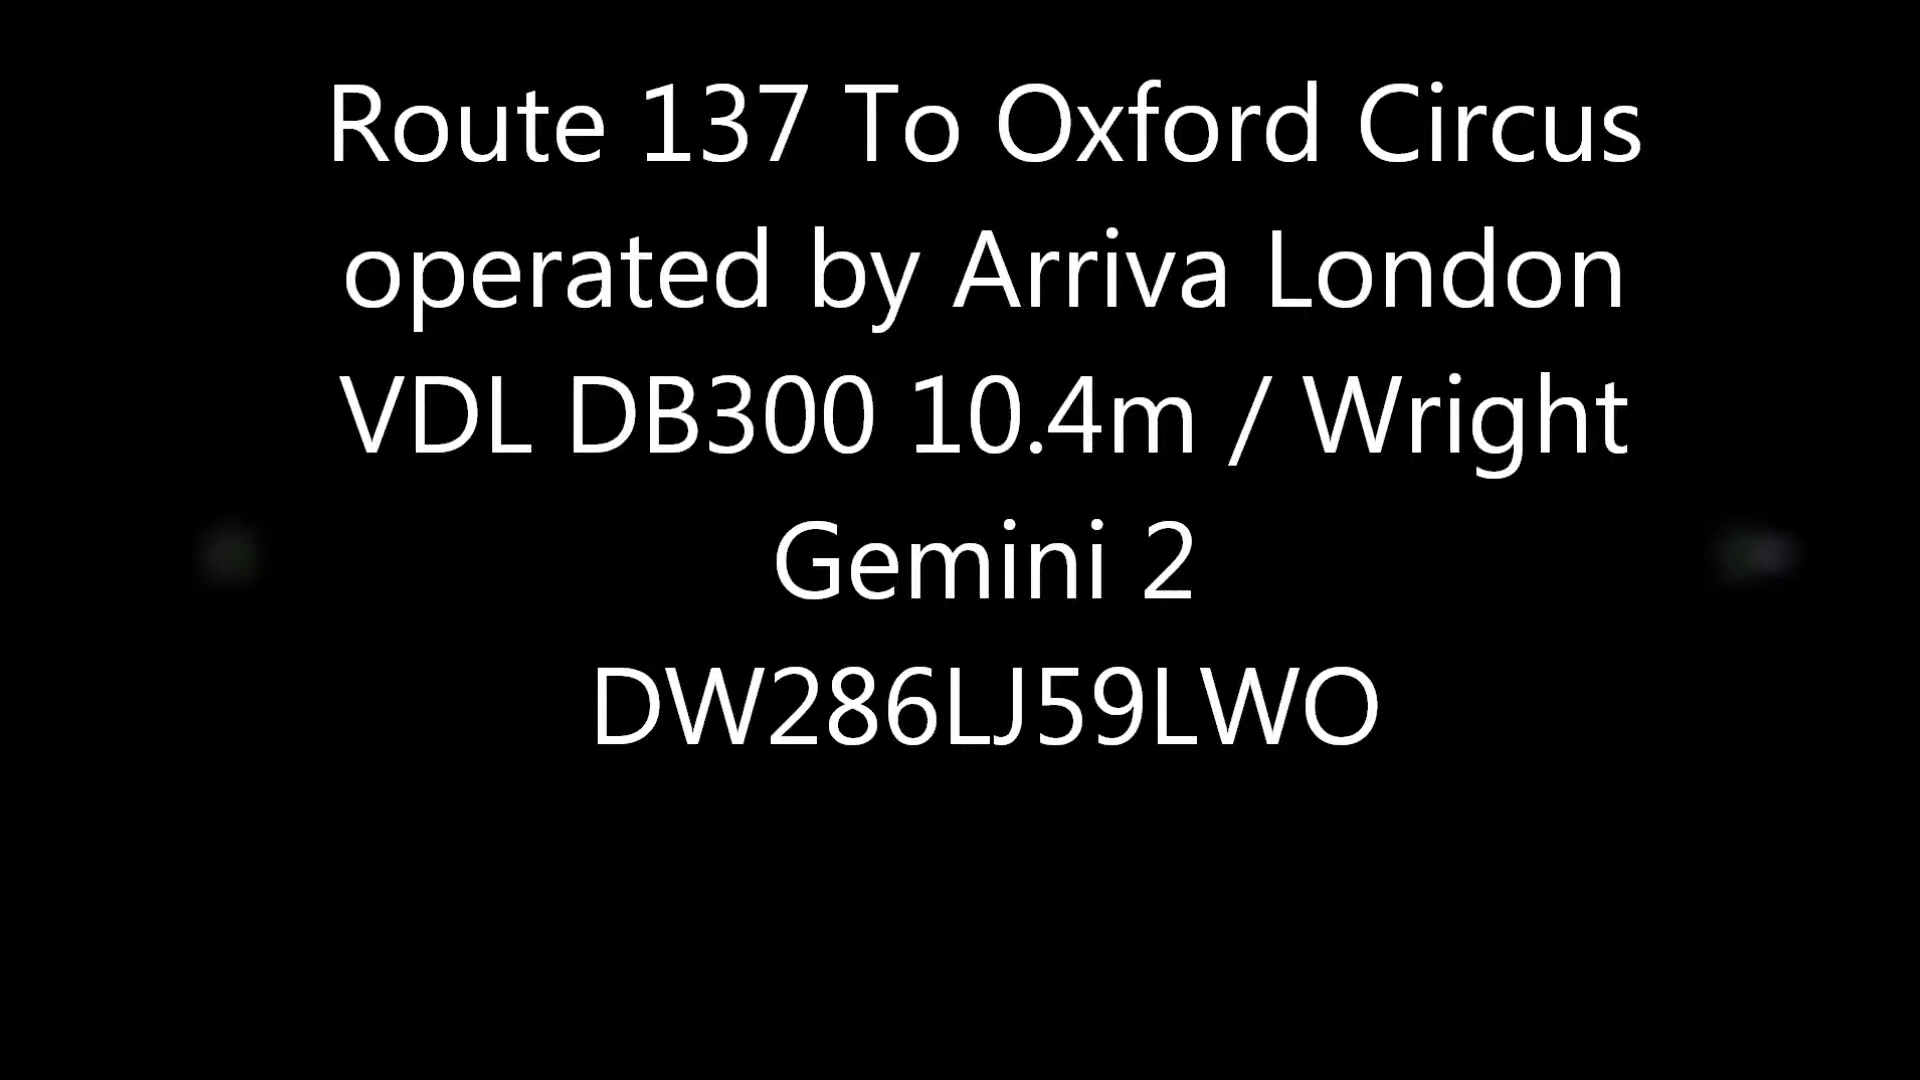 Route 137 To Oxford Circus
operated by Arriva London
VDL DB300 10.4m / Wright
Gemini 2
DW286LJ59LWO